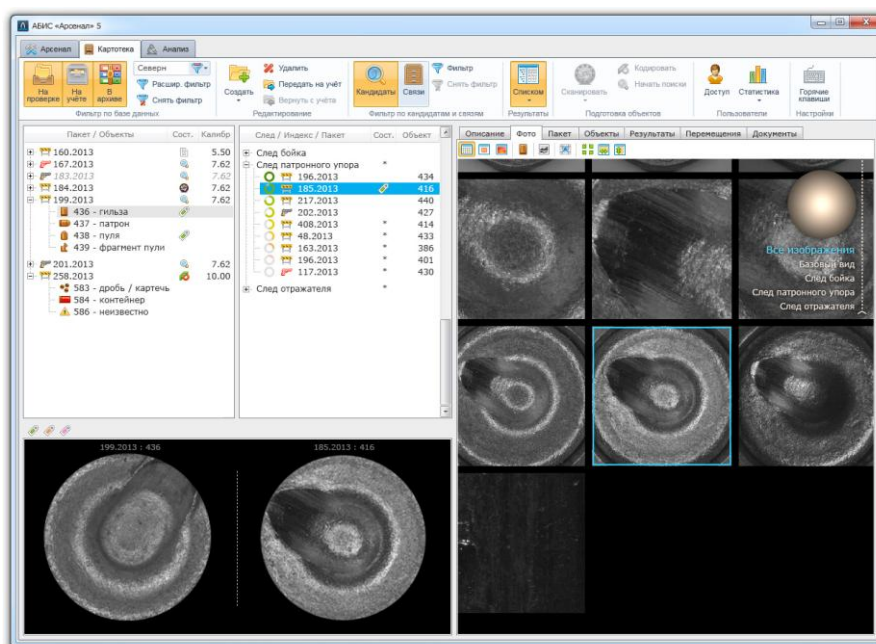 АБИС «Арсенал» 5
Арсенал Картотека Анализ
На проверке На учёте В архиве
Северн
Расшир. фильтр
Снять фильтр
Фильтр по базе данных
Создать
Удалить
Передать на учёт
Вернуть с учёта
Редактирование
Кандидаты Связи
Фильтр
Снять фильтр
Фильтр по кандидатам и связям
Списком
Результаты
Сканировать
Кодировать
Начать поиски
Подготовка объектов
Доступ Статистика
Пользователи
Горячие клавиши
Настройки
Пакет / Объекты Сост. Калибр
160.2013 5.50
167.2013 7.62
183.2013 7.62
184.2013 7.62
199.2013 7.62
436 - гильза
437 - патрон
438 - пуля
439 - фрагмент пули
201.2013 7.62
258.2013 10.00
583 - дробь / картечь
584 - контейнер
586 - неизвестно
След / Индекс / Пакет Сост. Объект
След бойка
След патронного упора *
196.2013 434
185.2013 416
217.2013 440
202.2013 427
408.2013 * 414
48.2013 * 433
163.2013 * 386
196.2013 * 401
117.2013 * 430
След отражателя *
Описание Фото Пакет Объекты Результаты Перемещения Документы
Все изображения
Базовый вид
След бойка
След патронного упора
След отражателя
199.2013 : 436
185.2013 : 416